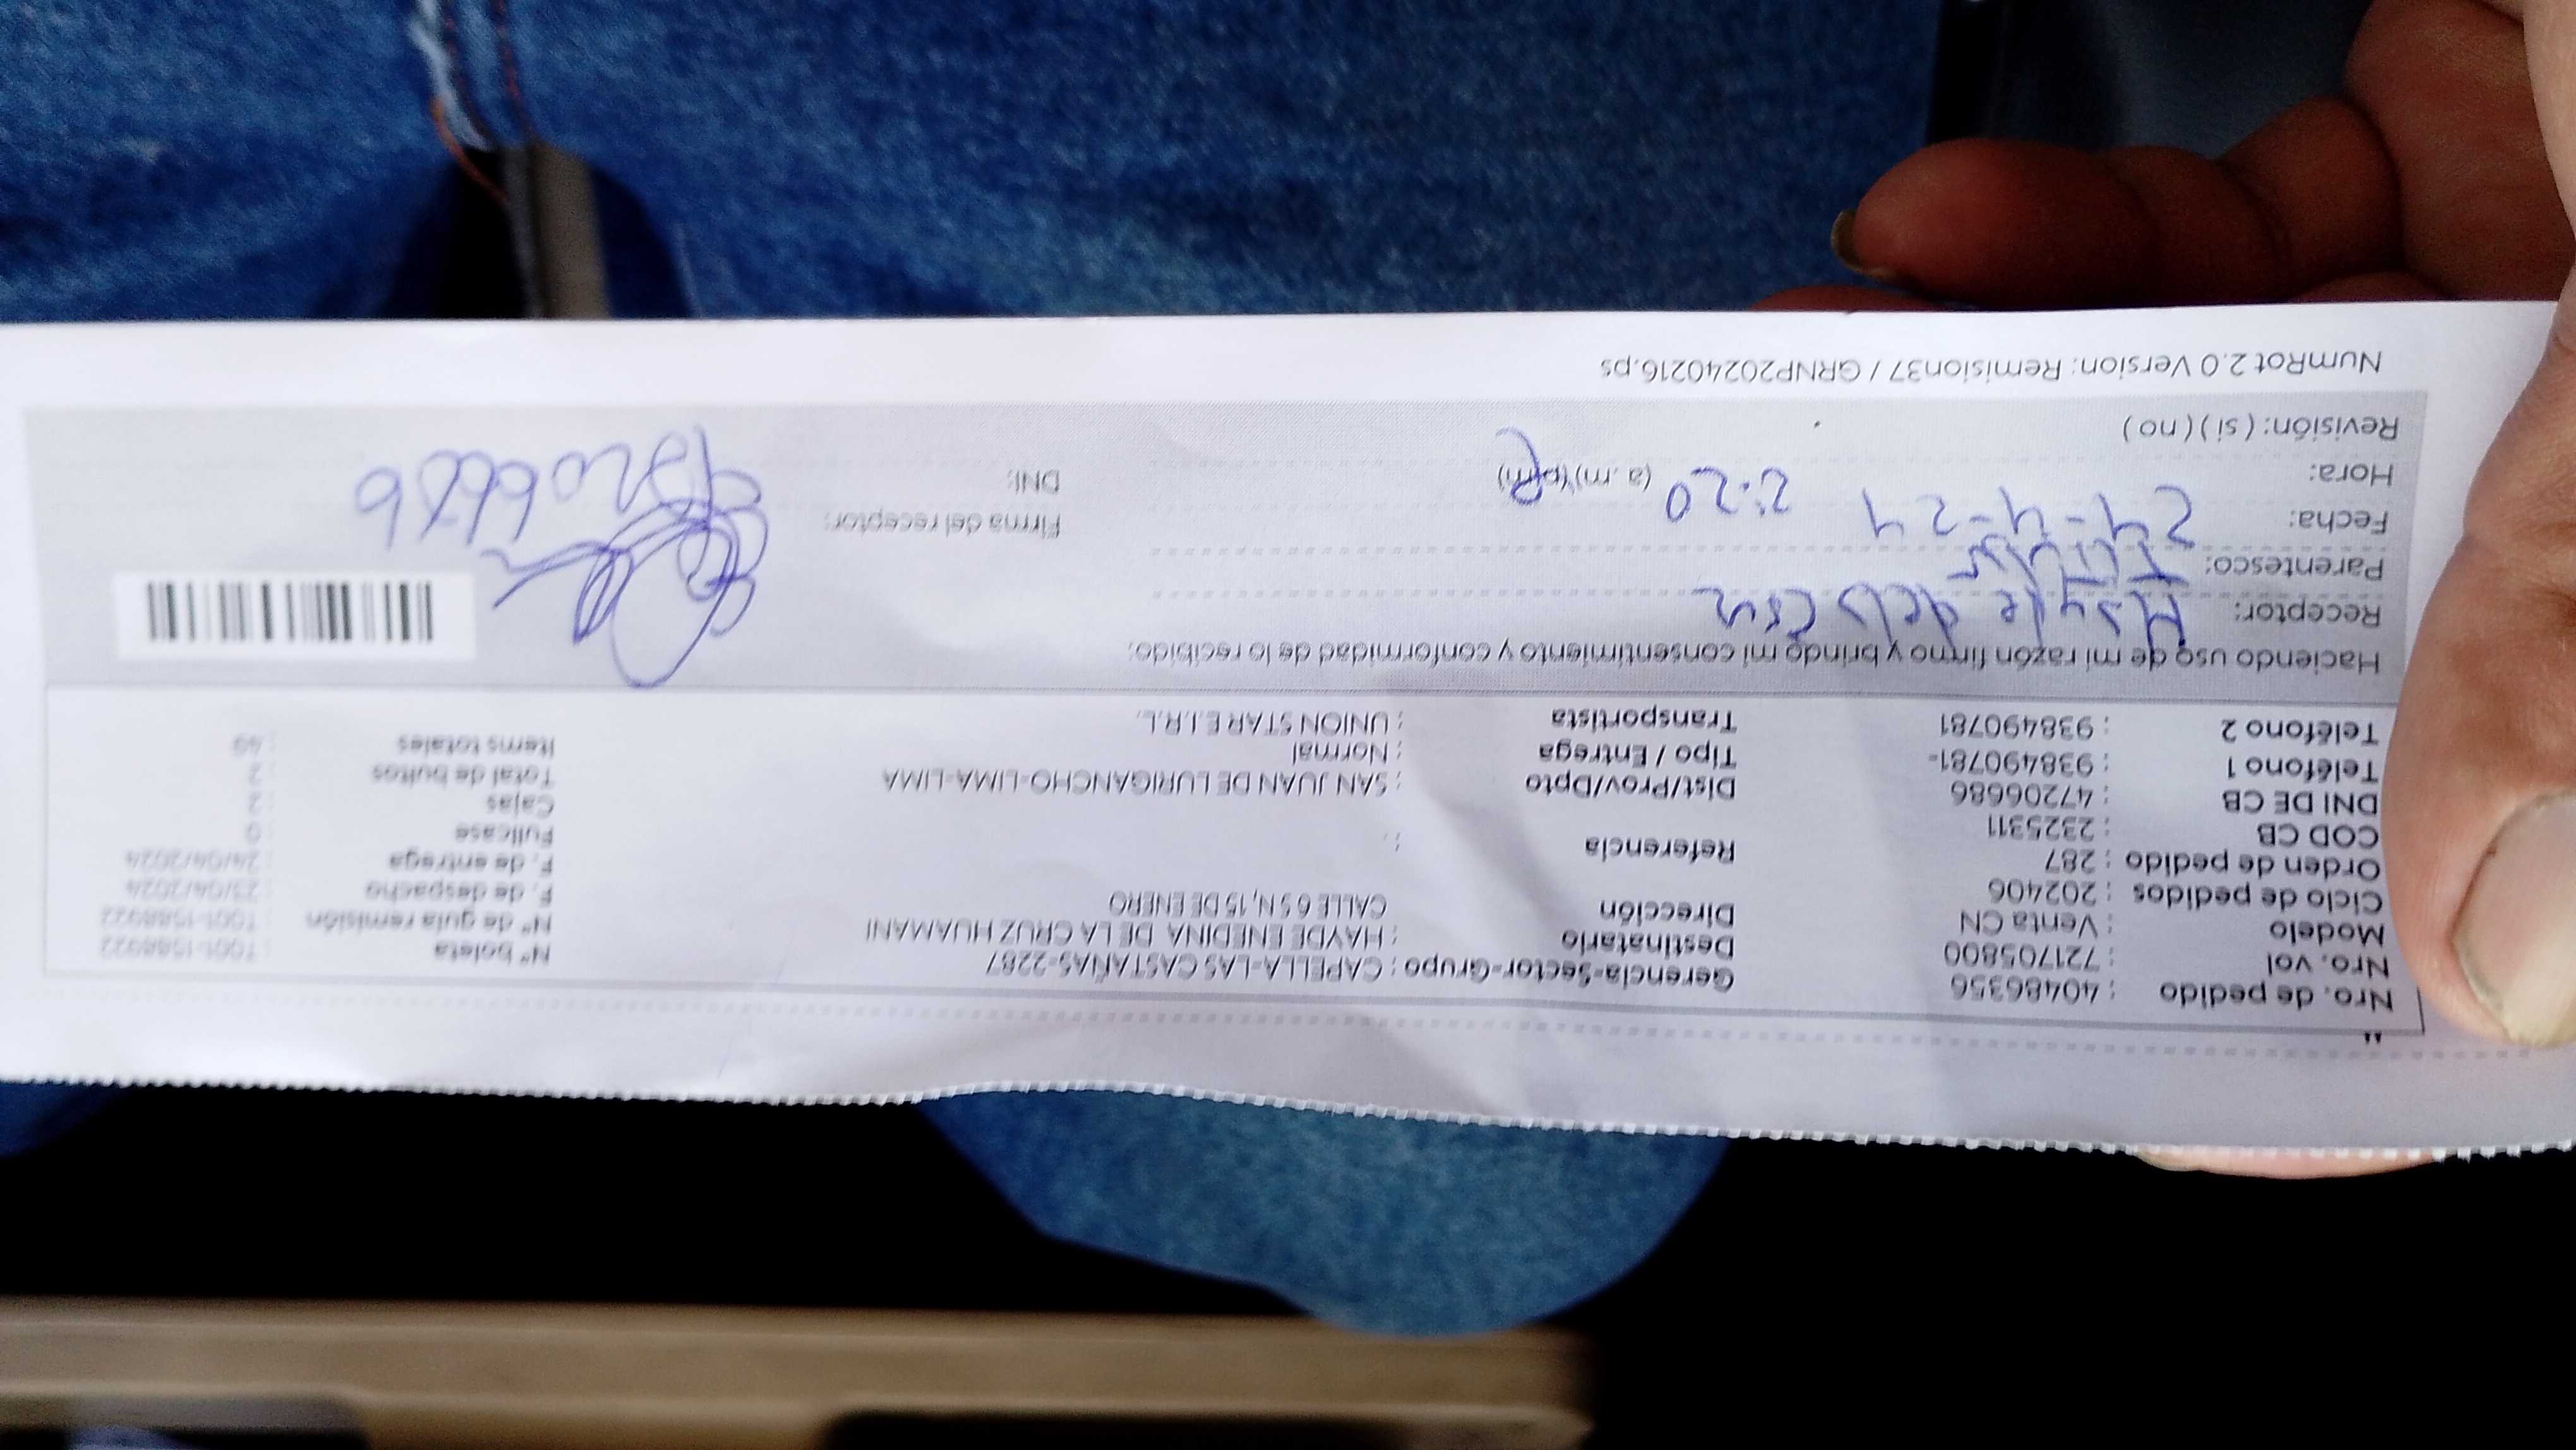 Nro. de pedido : 40486356
Nro. vol : 721705800
Modelo : Venta CN
Ciclo de pedidos : 202406
Orden de pedido : 287
COD CB : 2325311
DNI DE CB : 47206686
Teléfono 1 : 938490781-
Teléfono 2 : 938490781
Gerencia-Sector-Grupo : CAPELLA-LAS CASTAÑAS-2287
Destinatario : HAYDE ENEDINA DE LA CRUZ HUAMANI
Dirección CALLE 6 S N, 15 DE ENERO
Referencia : .
Dist/Prov/Dpto : SAN JUAN DE LURIGANCHO-LIMA-LIMA
Tipo / Entrega : Normal
Transportista : UNION STAR E.I.R.L.
N° boleta : T001-1588922
N° de guía remisión : T001-1588922
F. de despacho : 23/04/2024
F. de entrega : 24/04/2024
Fullcase : 0
Cajas : 2
Total de bultos : 2
Items totales : 69
Haciendo uso de mi razón firmo y brindo mi consentimiento y conformidad de lo recibido:
Receptor: Hayde dela
Parentesco:
Fecha: 24-4-24
Hora: 2:20 (a .m) (p.m)
Revisión: ( si ) ( no )
Firma del receptor:
DNI:
NumRot 2.0 Version: Remision37 / GRNP20240216.ps